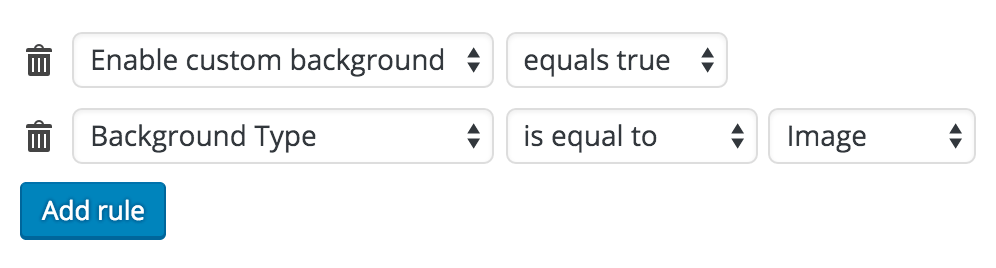 Enable custom background equals true
Background Type is equal to Image
Add rule